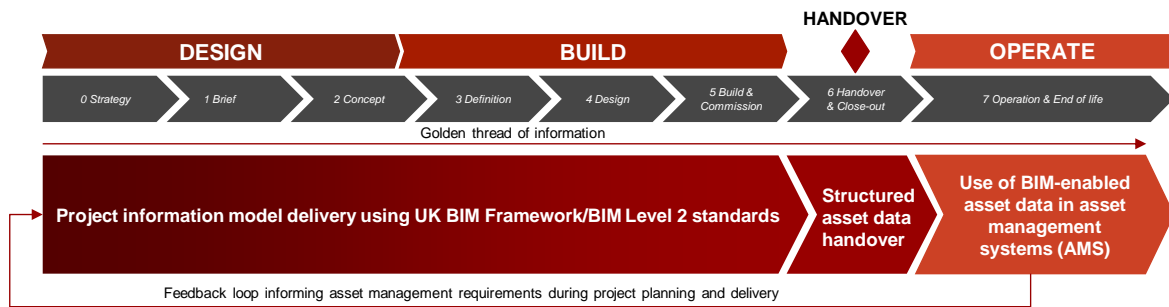 HANDOVER
DESIGN
BUILD
OPERATE
0 Strategy
1 Brief
2 Concept
3 Definition
4 Design
5 Build &
Commission
6 Handover
& Close-out
7 Operation & End of life
Golden thread of information
Project information model delivery using UK BIM Framework/BIM Level 2 standards
Structured
asset data
handover
Use of BIM-enabled
asset data in asset
management
systems (AMS)
Feedback loop informing asset management requirements during project planning and delivery